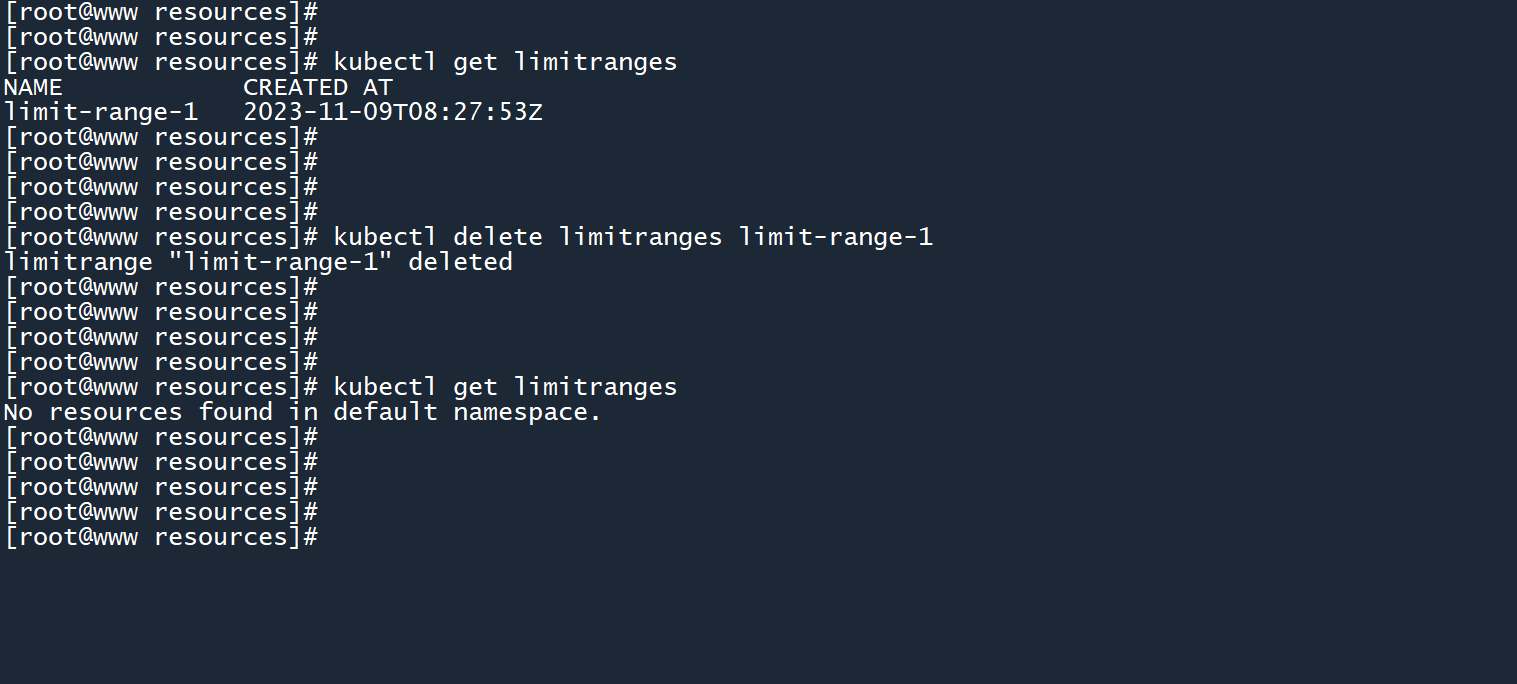 [root@www resources]#
[root@www resources]#
[root@www resources]# kubectl get limitranges
NAME            CREATED AT
limit-range-1   2023-11-09T08:27:53Z
[root@www resources]#
[root@www resources]#
[root@www resources]#
[root@www resources]#
[root@www resources]# kubectl delete limitranges limit-range-1
limitrange "limit-range-1" deleted
[root@www resources]#
[root@www resources]#
[root@www resources]#
[root@www resources]#
[root@www resources]# kubectl get limitranges
No resources found in default namespace.
[root@www resources]#
[root@www resources]#
[root@www resources]#
[root@www resources]#
[root@www resources]#